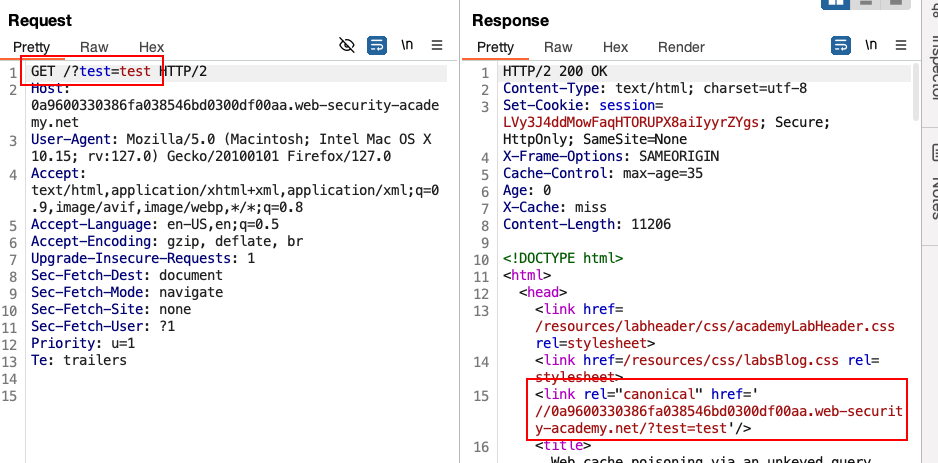 Request
Pretty Raw Hex \n
1 GET /?test=test HTTP/2
2 Host:
0a9600330386fa038546bd0300df00aa.web-security-acade
my.net
3 User-Agent: Mozilla/5.0 (Macintosh; Intel Mac OS X
10.15; rv:127.0) Gecko/20100101 Firefox/127.0
4 Accept:
text/html,application/xhtml+xml,application/xml;q=0
.9,image/avif,image/webp,*/*;q=0.8
5 Accept-Language: en-US,en;q=0.5
6 Accept-Encoding: gzip, deflate, br
7 Upgrade-Insecure-Requests: 1
8 Sec-Fetch-Dest: document
9 Sec-Fetch-Mode: navigate
10 Sec-Fetch-Site: none
11 Sec-Fetch-User: ?1
12 Priority: u=1
13 Te: trailers
14
15
Response
Pretty Raw Hex Render \n
1 HTTP/2 200 OK
2 Content-Type: text/html; charset=utf-8
3 Set-Cookie: session=
LVy3J4ddMowFaqHTORUPX8aiIyyrZYgs; Secure;
HttpOnly; SameSite=None
4 X-Frame-Options: SAMEORIGIN
5 Cache-Control: max-age=35
6 Age: 0
7 X-Cache: miss
8 Content-Length: 11206
9
10 <!DOCTYPE html>
11 <html>
12 <head>
13 <link href=
/resources/labheader/css/academyLabHeader.css
rel=stylesheet>
14 <link href=/resources/css/labsBlog.css rel=
stylesheet>
15 <link rel="canonical" href='
//0a9600330386fa038546bd0300df00aa.web-securit
y-academy.net/?test=test'/>
16 <title>
Web cache poisoning via an unkeyed query
Inspector
Notes